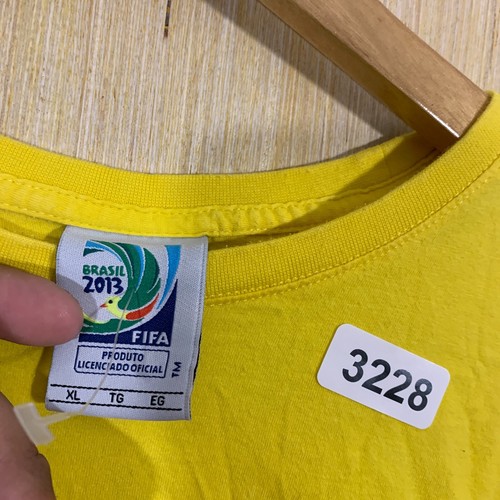 BRASIL
2013
FIFA
PRODUTO
LICENCIADO OFICIAL
TM
XL TG EG
3228